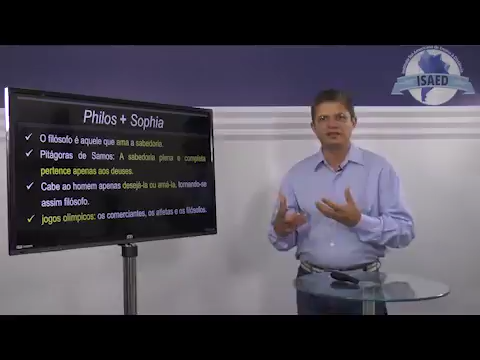 ISAED
Philos + Sophia
✓ O filósofo é aquele que ama a sabedoria.
✓ Pitágoras de Samos: A sabedoria plena e completa
pertence apenas aos deuses.
✓ Cabe ao homem apenas desejá-la ou amá-la, tornando-se
assim filósofo.
✓ jogos olímpicos: os comerciantes, os atletas e os filósofos.